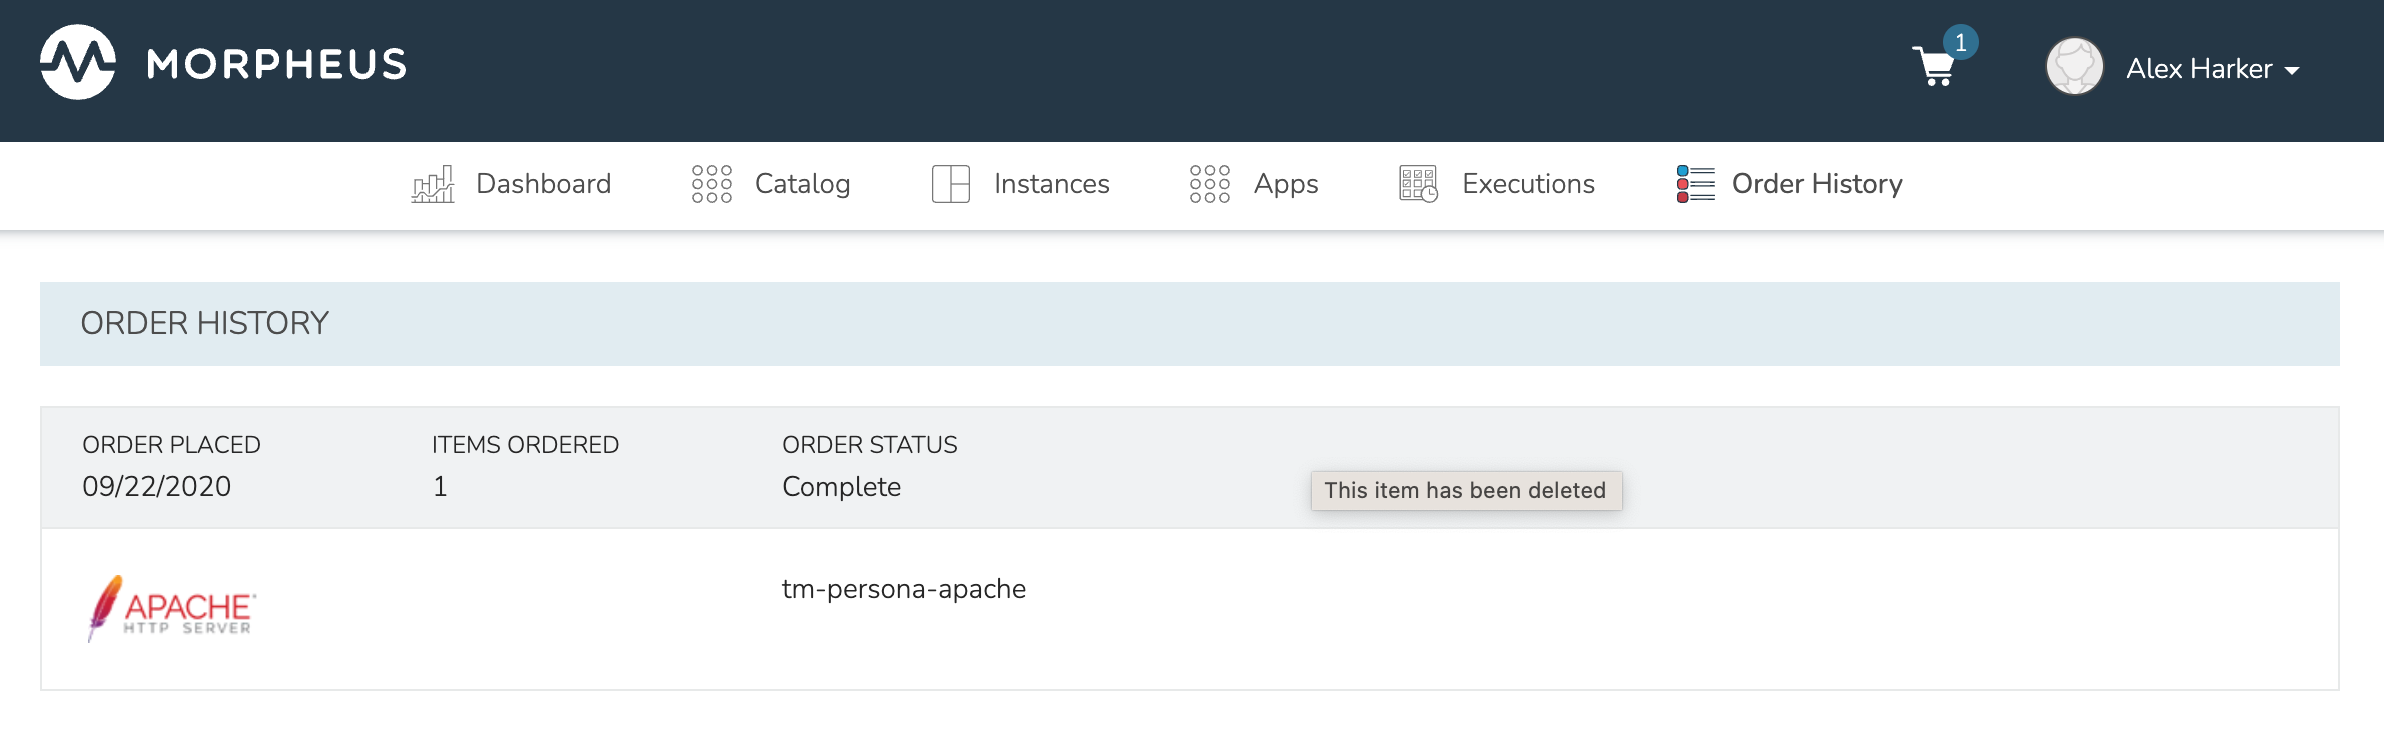 MORPHEUS
1
Alex Harker
Dashboard Catalog Instances Apps Executions Order History
ORDER HISTORY
ORDER PLACED ITEMS ORDERED ORDER STATUS
09/22/2020 1 Complete
This item has been deleted
tm-persona-apache
APACHE
HTTP SERVER